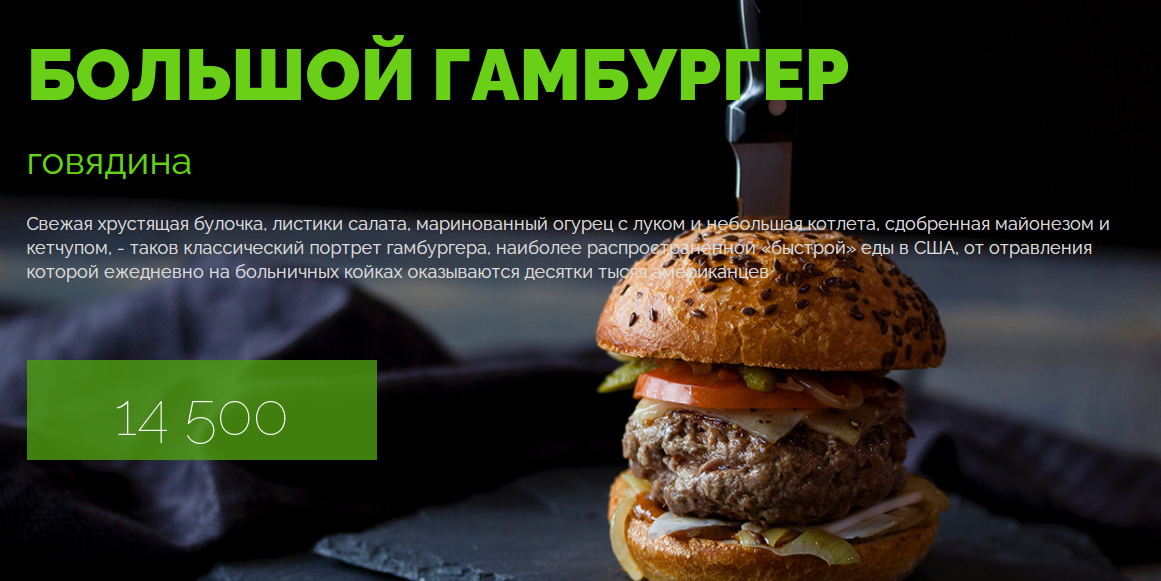 БОЛЬШОЙ ГАМБУРГЕР
говядина
Свежая хрустящая булочка, листики салата, маринованный огурец с луком и небольшая котлета, сдобренная майонезом и
кетчупом, - таков классический портрет гамбургера, наиболее распространенной «быстрой» еды в США, от отравления
которой ежедневно на больничных койках оказываются десятки тысяч американцев
14 500